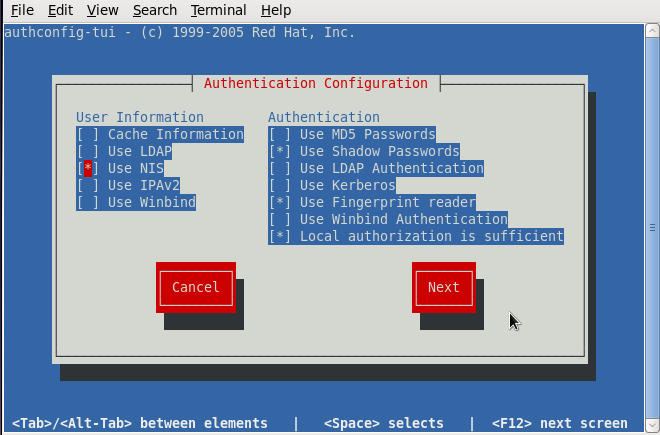 File Edit View Search Terminal Help
authconfig-tui - (c) 1999-2005 Red Hat, Inc.
Authentication Configuration
User Information Authentication
[ ] Cache Information [ ] Use MD5 Passwords
[ ] Use LDAP [*] Use Shadow Passwords
[*] Use NIS [ ] Use LDAP Authentication
[ ] Use IPAv2 [ ] Use Kerberos
[ ] Use Winbind [*] Use Fingerprint reader
[ ] Use Winbind Authentication
[*] Local authorization is sufficient
Cancel Next
<Tab>/<Alt-Tab> between elements | <Space> selects | <F12> next screen